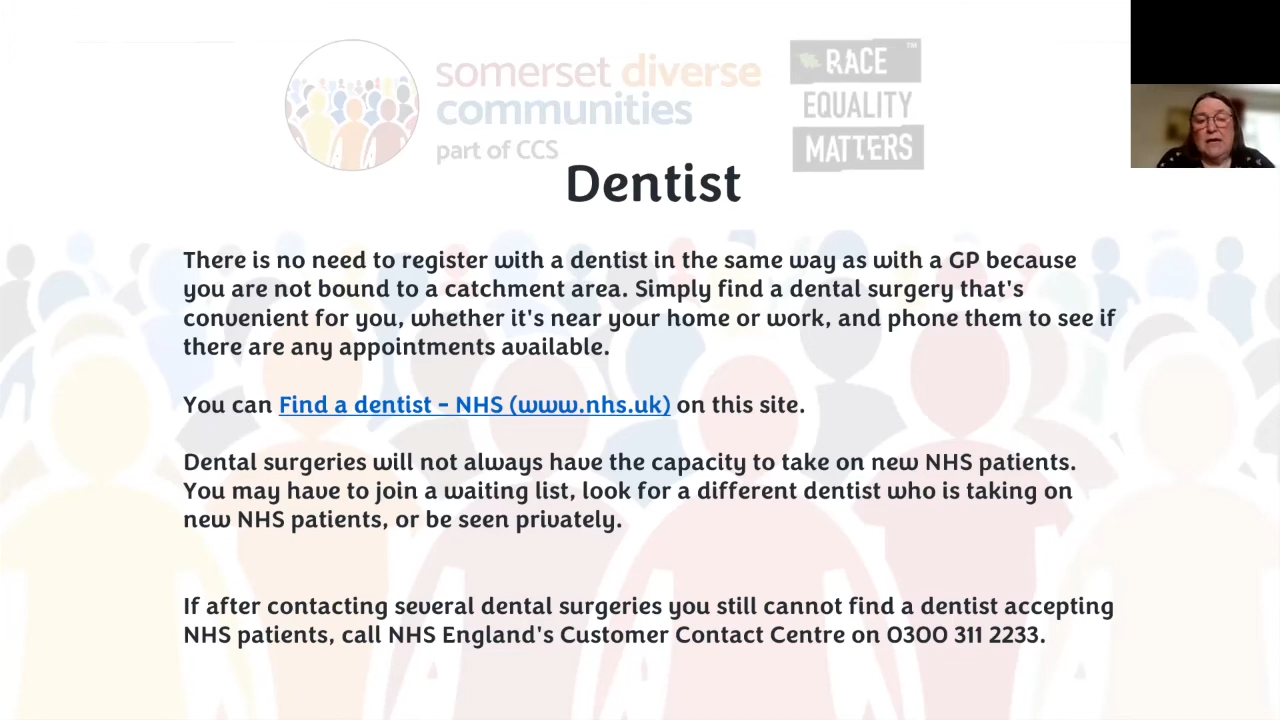 somerset diverse
communities
part of CCS
RACE™
EQUALITY
MATTERS
Dentist
There is no need to register with a dentist in the same way as with a GP because
you are not bound to a catchment area. Simply find a dental surgery that's
convenient for you, whether it's near your home or work, and phone them to see if
there are any appointments available.
You can Find a dentist - NHS (www.nhs.uk) on this site.
Dental surgeries will not always have the capacity to take on new NHS patients.
You may have to join a waiting list, look for a different dentist who is taking on
new NHS patients, or be seen privately.
If after contacting several dental surgeries you still cannot find a dentist accepting
NHS patients, call NHS England's Customer Contact Centre on 0300 311 2233.